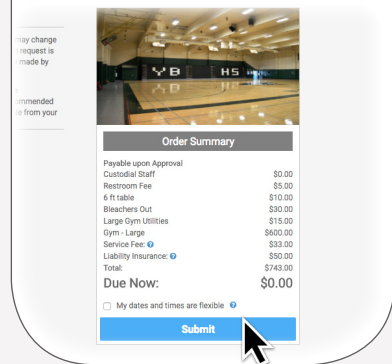 may change
request is
made by
ommended
e from your
YB HS
Order Summary
Payable upon Approval
Custodial Staff $0.00
Restroom Fee $5.00
6 ft table $10.00
Bleachers Out $30.00
Large Gym Utilities $15.00
Gym - Large $600.00
Service Fee: ? $33.00
Liability Insurance: ? $50.00
Total: $743.00
Due Now: $0.00
My dates and times are flexible ?
Submit